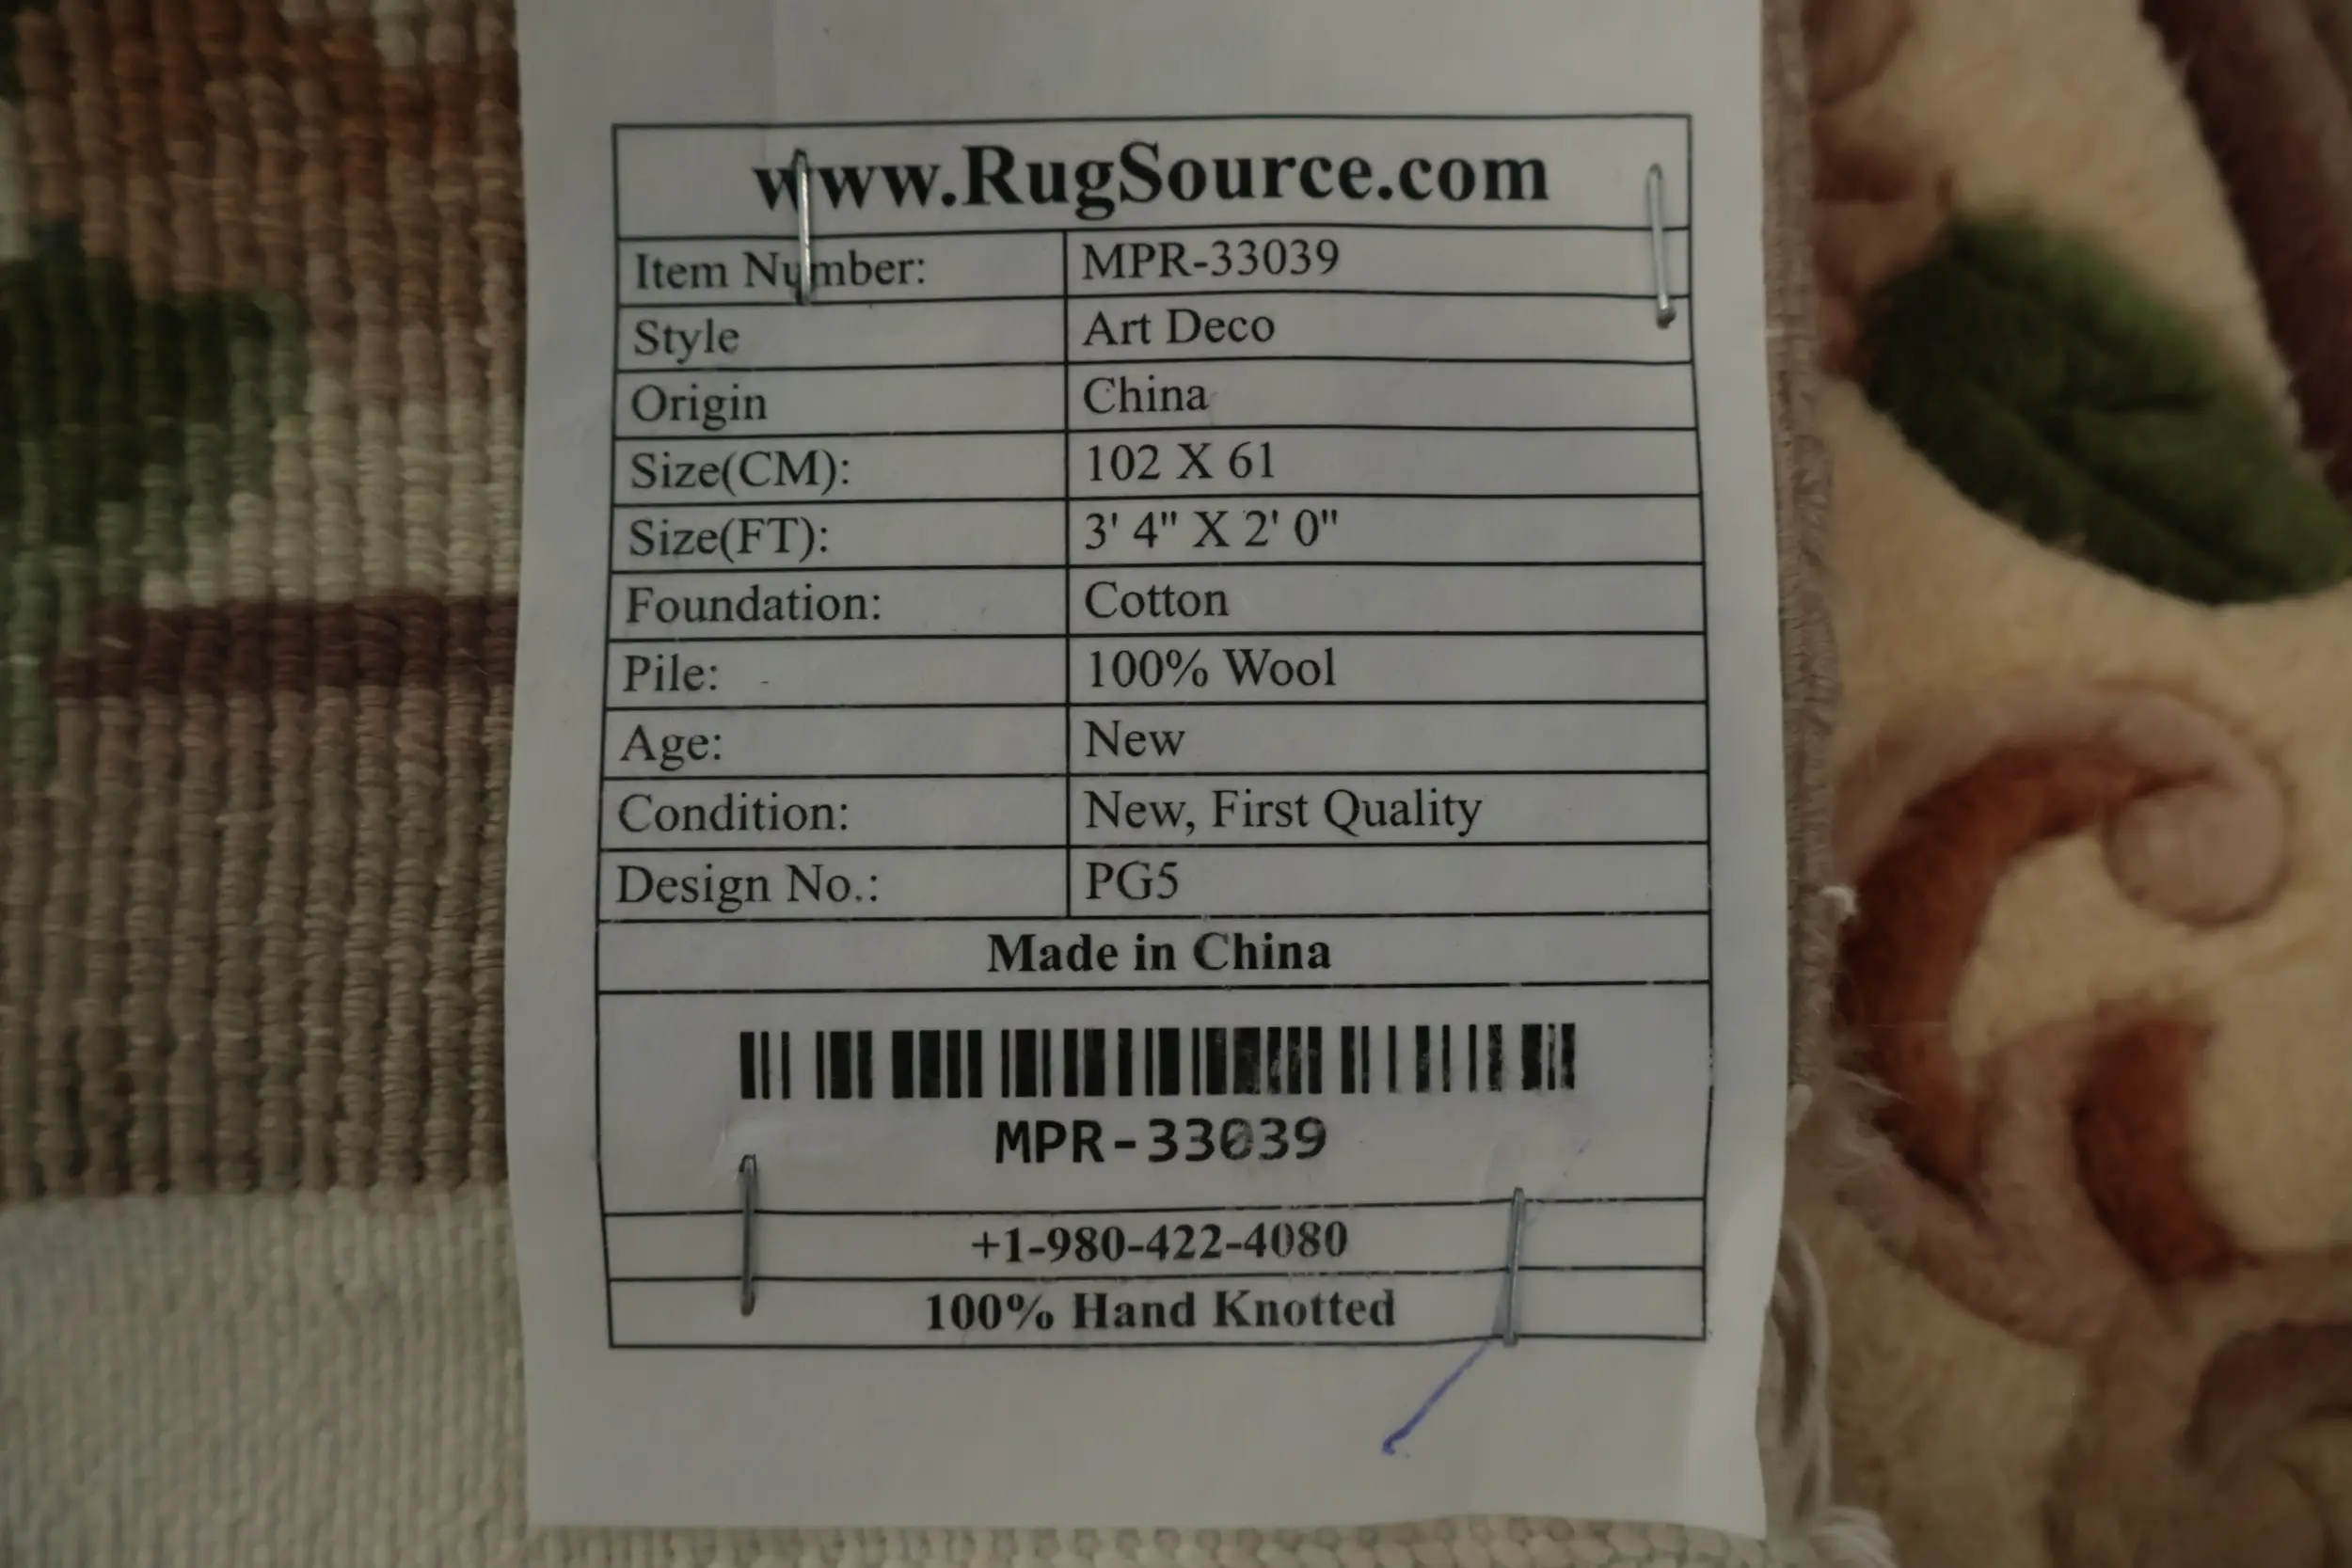 www.RugSource.com
Item Number: MPR-33039
Style Art Deco
Origin China
Size(CM): 102 X 61
Size(FT): 3' 4" X 2' 0"
Foundation: Cotton
Pile: 100% Wool
Age: New
Condition: New, First Quality
Design No.: PG5
Made in China
MPR-33039
+1-980-422-4080
100% Hand Knotted